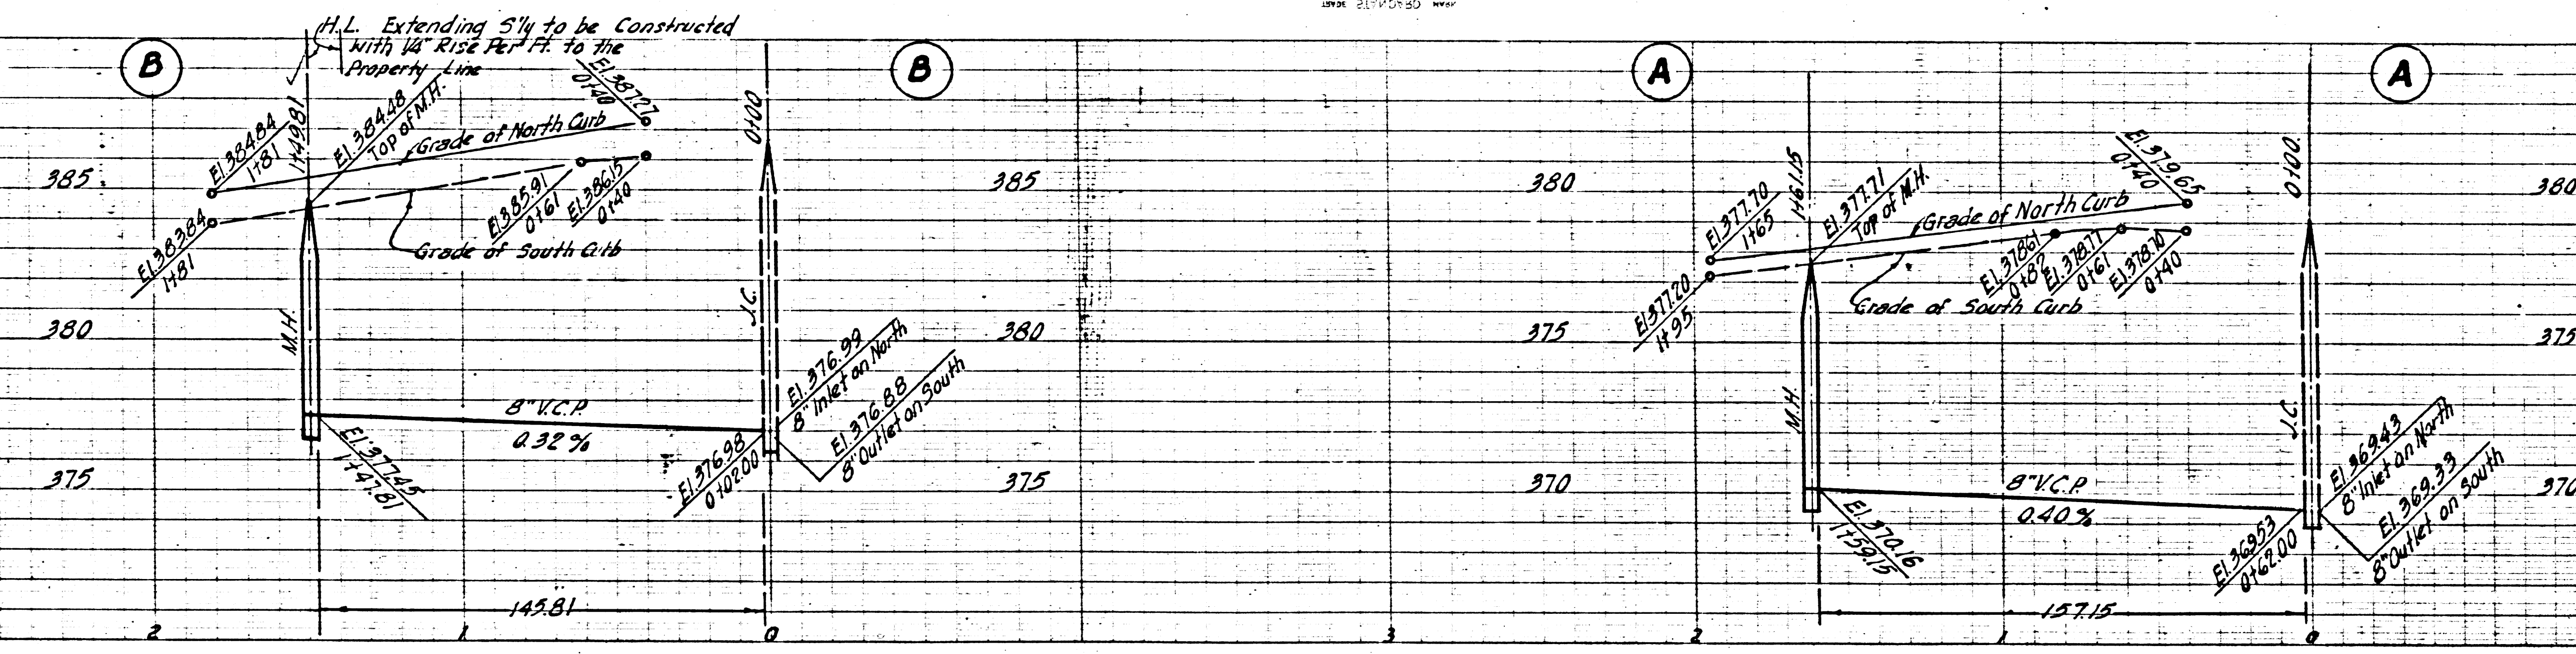 H.L. Extending S'ly to be Constructed
with 1/4" Rise Per Ft. to the
Property Line
B
1+49.81
El. 384.84
1+81
El. 384.48
Top of M.H.
Grade of North Curb
El. 387.27
0+40
0+00
B
385
385
El. 383.84
1+81
El. 385.91
0+61
El. 386.15
0+40
Grade of South Curb
380
M.H.
J.C.
380
El. 376.99
8" Inlet on North
El. 376.88
8" Outlet on South
8" V.C.P.
0.32 %
375
El. 377.45
1+47.81
El. 376.98
0+02.00
375
145.81
2
1
0
STANDARD
A
A
380
El. 377.70
1+65
1+61.15
El. 377.71
Top of M.H.
Grade of North Curb
El. 379.65
0+40
0+00
380
El. 377.20
1+95
El. 378.61
0+82
El. 378.77
0+61
El. 378.70
0+40
Grade of South Curb
375
375
M.H.
El. 369.43
8" Inlet on North
El. 369.33
8" Outlet on South
370
8" V.C.P.
0.40 %
370
El. 370.16
1+59.15
El. 369.53
0+62.00
157.15
3
2
1
0